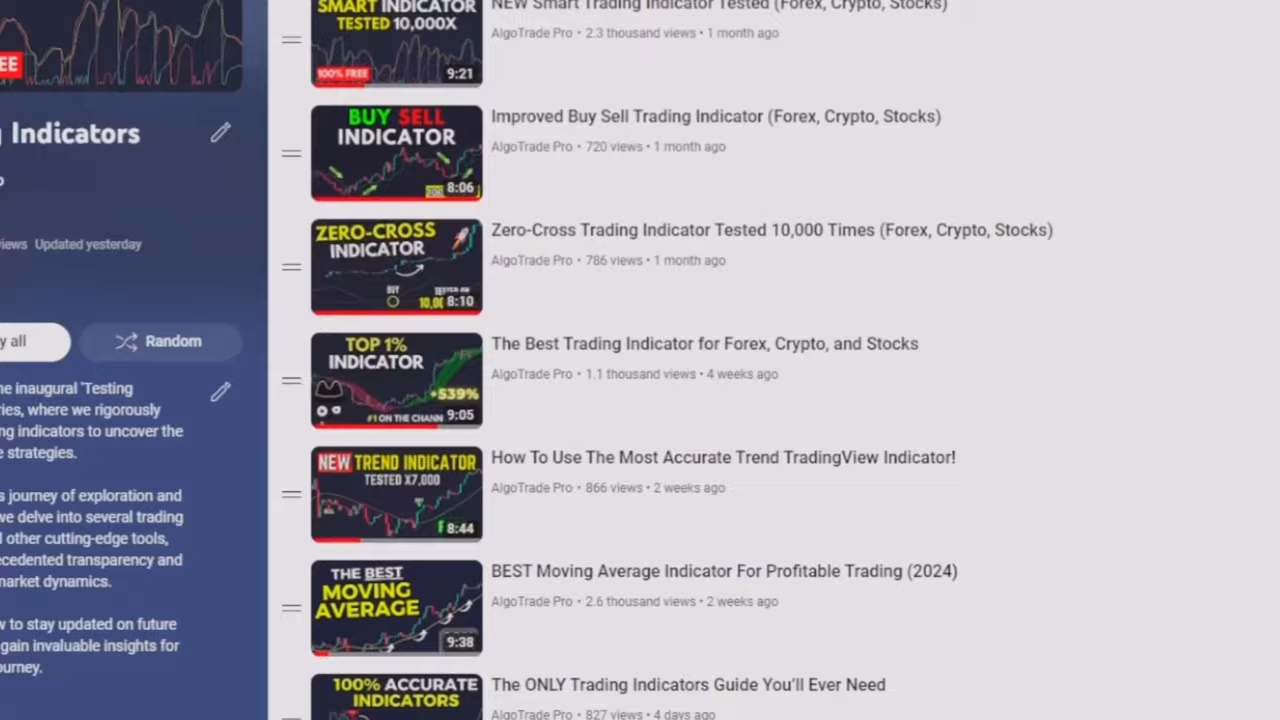 EE
Indicators
views Updated yesterday
y all
Random
he inaugural 'Testing
ries, where we rigorously
ng indicators to uncover the
e strategies.
s journey of exploration and
we delve into several trading
d other cutting-edge tools,
ecedented transparency and
market dynamics.
w to stay updated on future
gain invaluable insights for
ourney.
SMART INDICATOR
TESTED 10,000X
100% FREE
9:21
NEW Smart Trading Indicator Tested (Forex, Crypto, Stocks)
AlgoTrade Pro • 2.3 thousand views • 1 month ago
BUY SELL
INDICATOR
8:06
Improved Buy Sell Trading Indicator (Forex, Crypto, Stocks)
AlgoTrade Pro • 720 views • 1 month ago
ZERO-CROSS
INDICATOR
BUY
TESTED ON
10,00
8:10
Zero-Cross Trading Indicator Tested 10,000 Times (Forex, Crypto, Stocks)
AlgoTrade Pro • 786 views • 1 month ago
TOP 1%
INDICATOR
+539%
#1 ON THE CHANN
9:05
The Best Trading Indicator for Forex, Crypto, and Stocks
AlgoTrade Pro • 1.1 thousand views • 4 weeks ago
NEW TREND INDICATOR
TESTED X7,000
8:44
How To Use The Most Accurate Trend TradingView Indicator!
AlgoTrade Pro • 866 views • 2 weeks ago
THE BEST
MOVING
AVERAGE
9:38
BEST Moving Average Indicator For Profitable Trading (2024)
AlgoTrade Pro • 2.6 thousand views • 2 weeks ago
100% ACCURATE
INDICATORS
The ONLY Trading Indicators Guide You'll Ever Need
AlgoTrade Pro • 827 views • 4 days ago